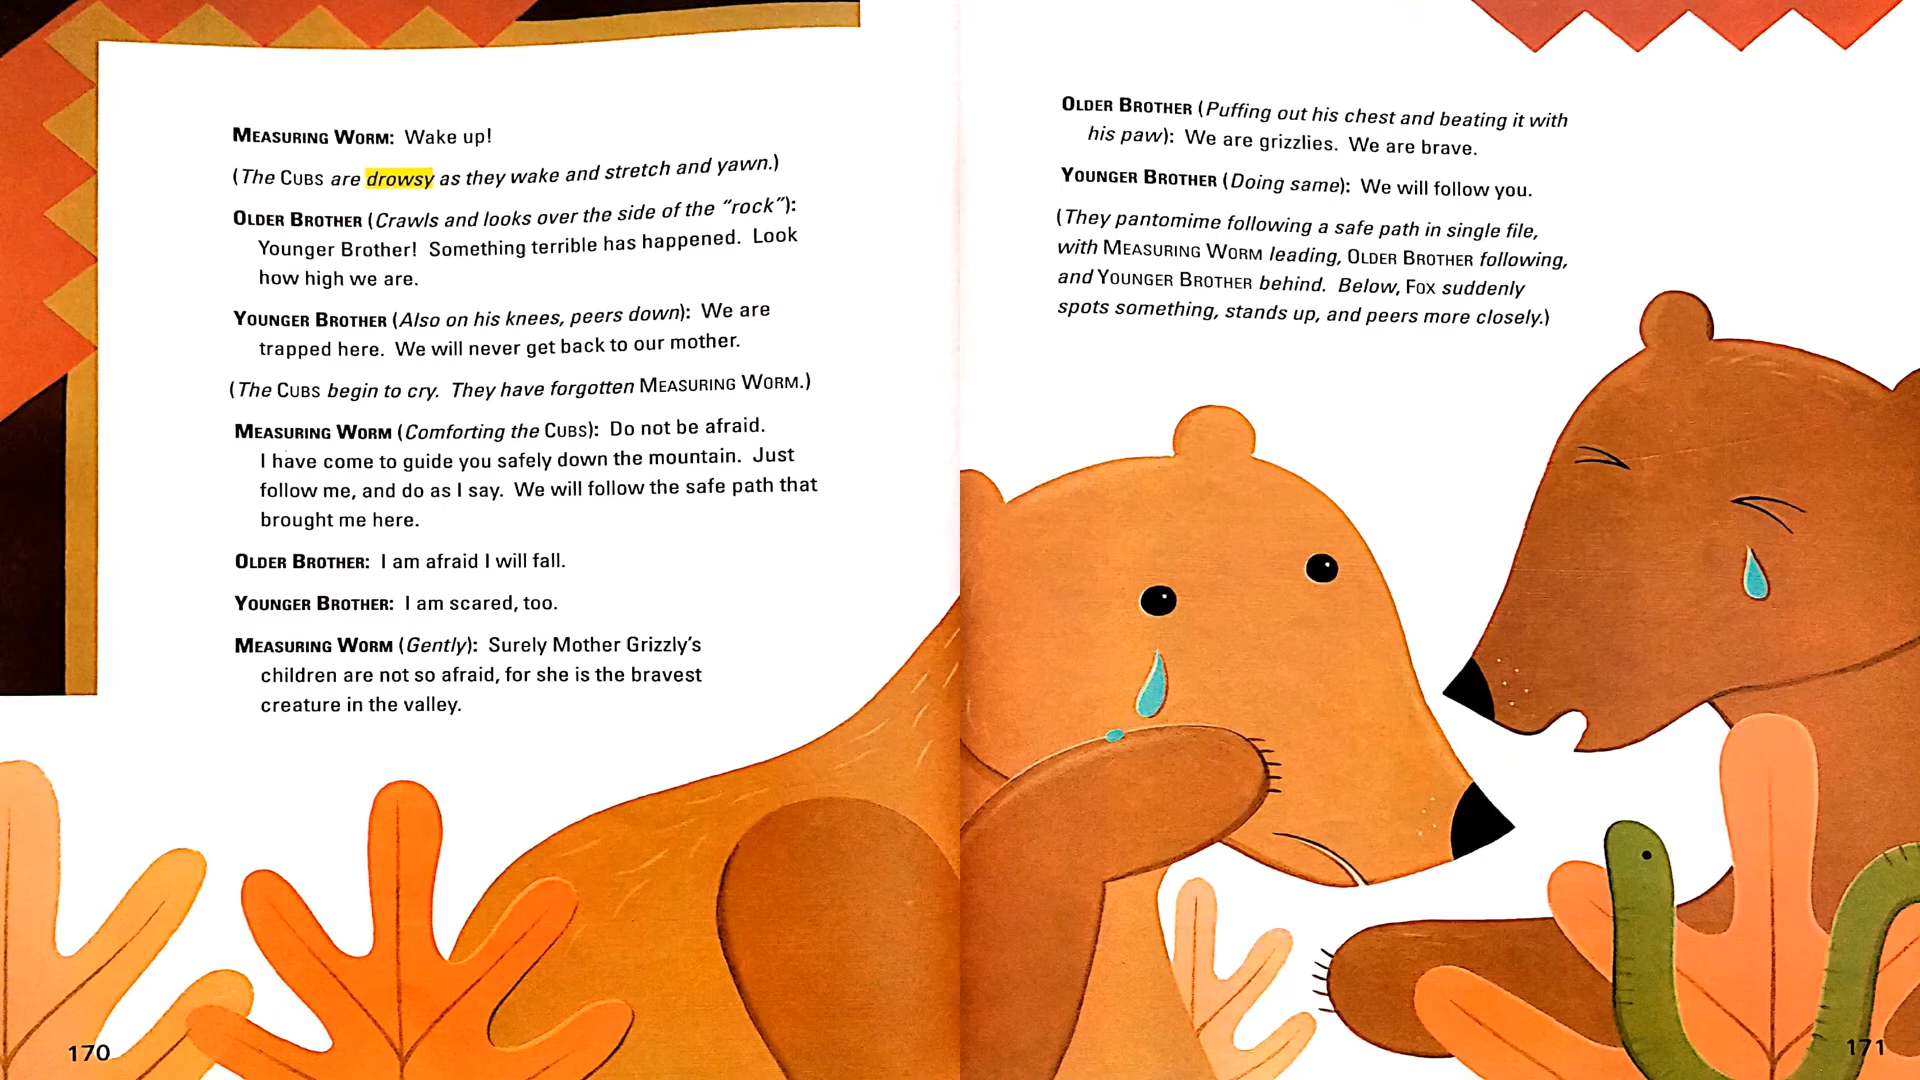 MEASURING WORM: Wake up!
(The CUBS are drowsy as they wake and stretch and yawn.)
OLDER BROTHER (Crawls and looks over the side of the “rock”):
Younger Brother! Something terrible has happened. Look
how high we are.
YOUNGER BROTHER (Also on his knees, peers down): We are
trapped here. We will never get back to our mother.
(The CUBS begin to cry. They have forgotten MEASURING WORM.)
MEASURING WORM (Comforting the CUBS): Do not be afraid.
I have come to guide you safely down the mountain. Just
follow me, and do as I say. We will follow the safe path that
brought me here.
OLDER BROTHER: I am afraid I will fall.
YOUNGER BROTHER: I am scared, too.
MEASURING WORM (Gently): Surely Mother Grizzly’s
children are not so afraid, for she is the bravest
creature in the valley.
170
OLDER BROTHER (Puffing out his chest and beating it with
his paw): We are grizzlies. We are brave.
YOUNGER BROTHER (Doing same): We will follow you.
(They pantomime following a safe path in single file,
with MEASURING WORM leading, OLDER BROTHER following,
and YOUNGER BROTHER behind. Below, FOX suddenly
spots something, stands up, and peers more closely.)
171